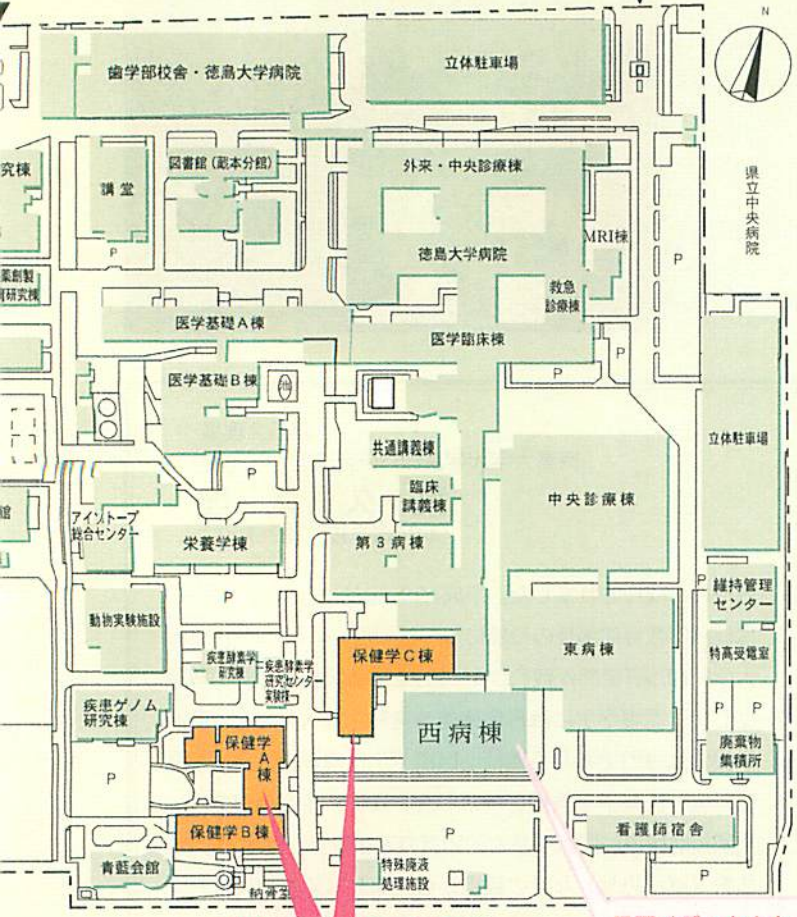 N
歯学部校舎・徳島大学病院
立体駐車場
県立中央病院
究棟
講堂
図書館(蔵本分館)
外来・中央診療棟
MRI棟
徳島大学病院
救急
診療棟
P
P
薬創製
研究棟
医学基礎A棟
医学臨床棟
P
P
医学基礎B棟
池
共通講義棟
立体駐車場
P
臨床
講義棟
中央診療棟
館
アイソトープ
総合センター
栄養学棟
第3病棟
P
動物実験施設
P
維持管理
センター
疾患酵素学
研究棟
疾患酵素学
研究センター
実験棟
保健学C棟
東病棟
特高受電室
疾患ゲノム
研究棟
西病棟
P
P
保健学
A
棟
廃棄物
集積所
P
保健学B棟
P
看護師宿舎
青藍会館
特殊廃液
処理施設
P
納骨堂